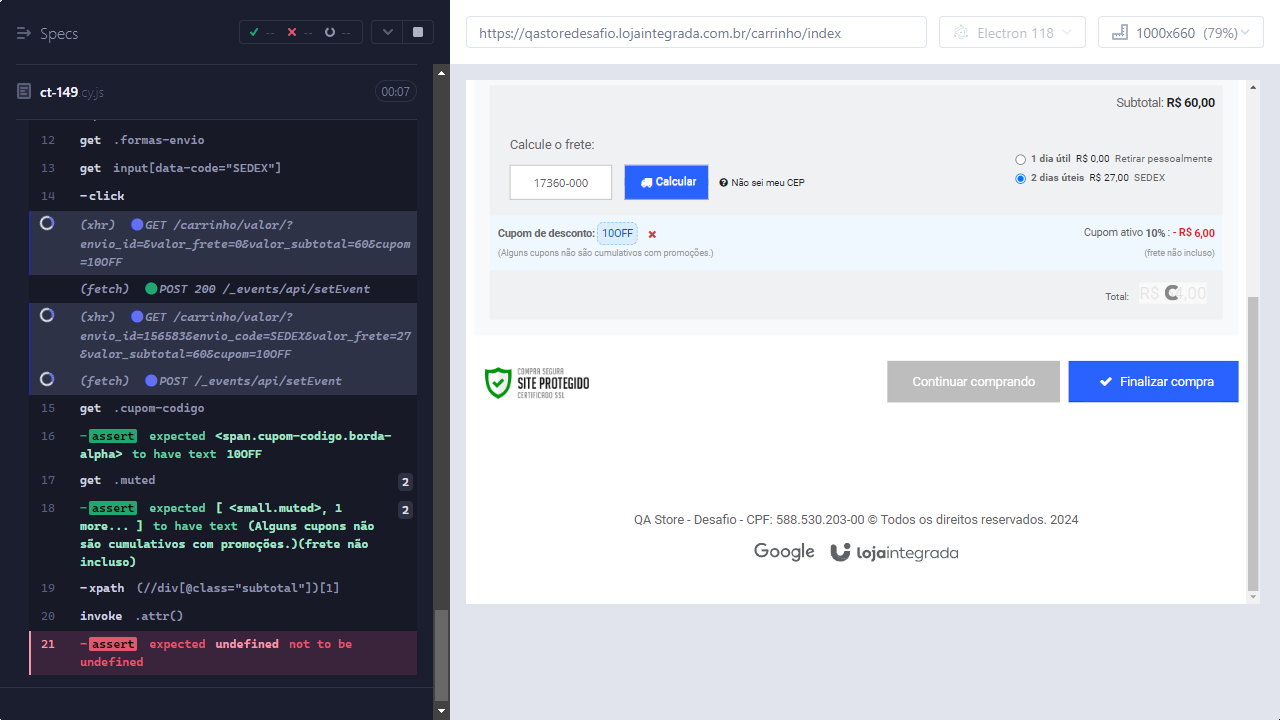 Specs
--
--
--
ct-149.cy.js
00:07
12 get .formas-envio
13 get input[data-code="SEDEX"]
14 -click
(xhr) GET /carrinho/valor/?
envio_id=&valor_frete=0&valor_subtotal=60&cupom
=10OFF
(fetch) POST 200 /_events/api/setEvent
(xhr) GET /carrinho/valor/?
envio_id=156583&envio_code=SEDEX&valor_frete=27
&valor_subtotal=60&cupom=10OFF
(fetch) POST /_events/api/setEvent
15 get .cupom-codigo
16 -assert expected <span.cupom-codigo.borda-
alpha> to have text 10OFF
17 get .muted 2
18 -assert expected [ <small.muted>, 1 2
more... ] to have text (Alguns cupons não
são cumulativos com promoções.)(frete não
incluso)
19 -xpath (//div[@class="subtotal"])[1]
20 invoke .attr()
21 -assert expected undefined not to be
undefined
https://qastoredesafio.lojaintegrada.com.br/carrinho/index
Electron 118
1000x660 (79%)
Subtotal: R$ 60,00
Calcule o frete:
17360-000
Calcular
Não sei meu CEP
1 dia útil R$ 0,00 Retirar pessoalmente
2 dias úteis R$ 27,00 SEDEX
Cupom de desconto: 10OFF
(Alguns cupons não são cumulativos com promoções.)
Cupom ativo 10% : - R$ 6,00
(frete não incluso)
Total: R$ 4,00
COMPRA SEGURA
SITE PROTEGIDO
CERTIFICADO SSL
Continuar comprando
Finalizar compra
QA Store - Desafio - CPF: 588.530.203-00 © Todos os direitos reservados. 2024
Google
lojaintegrada